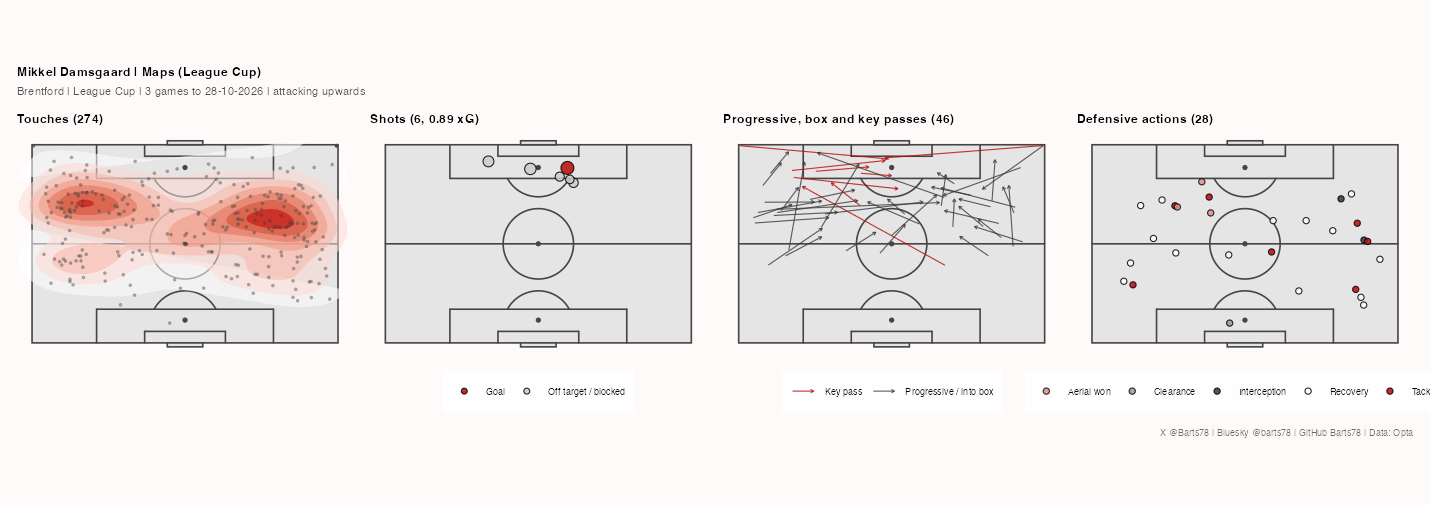 Mikkel Damsgaard | Maps (League Cup)
Brentford | League Cup | 3 games to 28-10-2026 | attacking upwards
Touches (274)
Shots (6, 0.89 xG)
Progressive, box and key passes (46)
Defensive actions (28)
Goal
Off target / blocked
Key pass
Progressive / into box
Aerial won
Clearance
Interception
Recovery
Tack
X @Barts78 | Bluesky @barts78 | GitHub Barts78 | Data: Opta